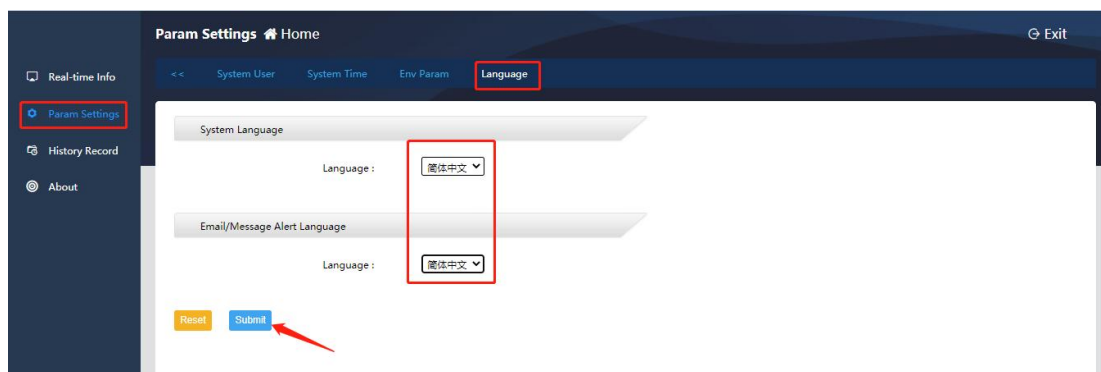 Param Settings Home
Exit
Real-time Info
Param Settings
History Record
About
<< System User System Time Env Param Language
System Language
Language : 简体中文
Email/Message Alert Language
Language : 简体中文
Reset Submit